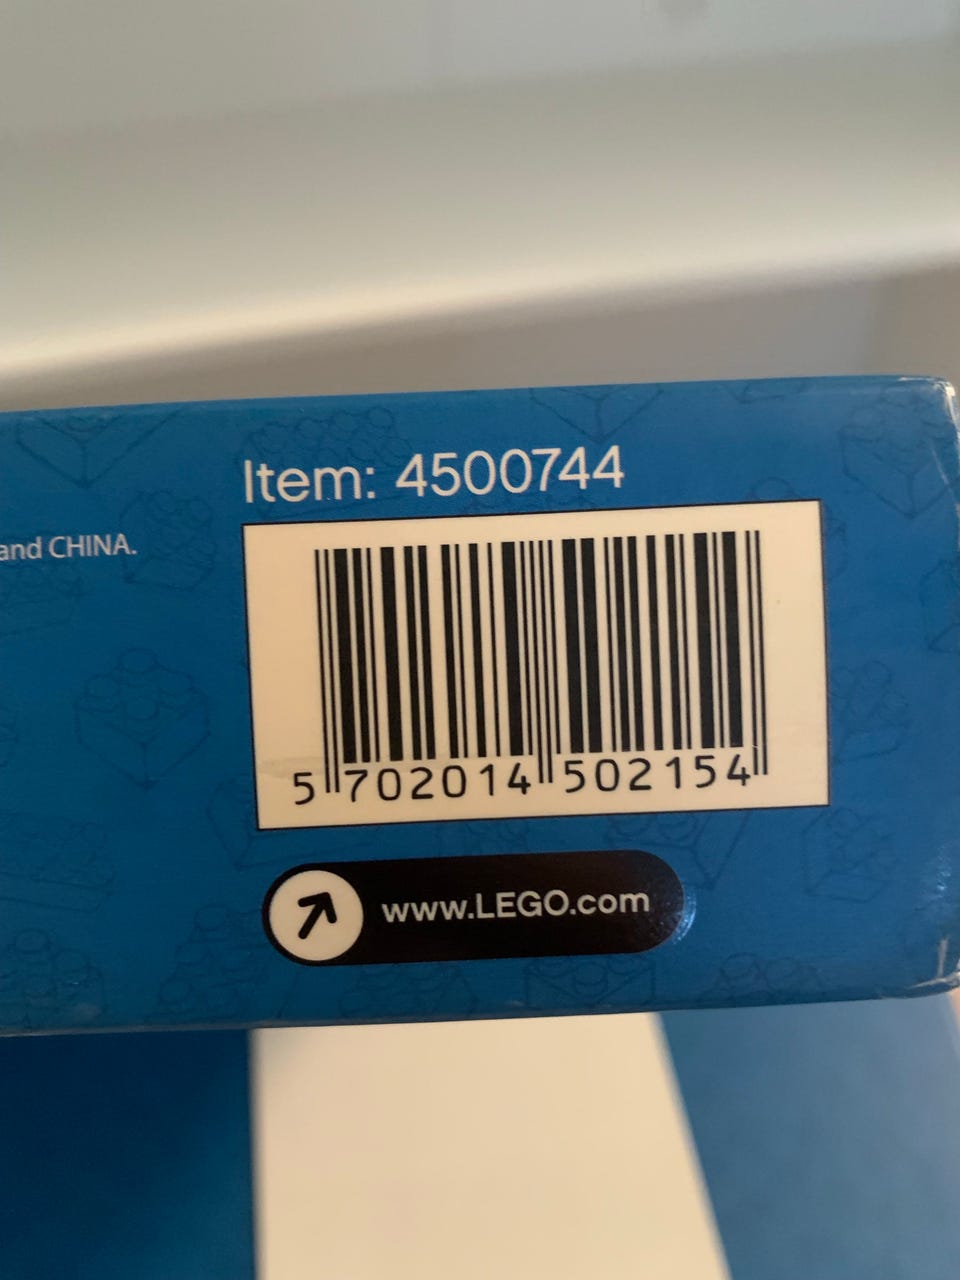 Item: 4500744
and CHINA.
5 702014 502154
www.LEGO.com